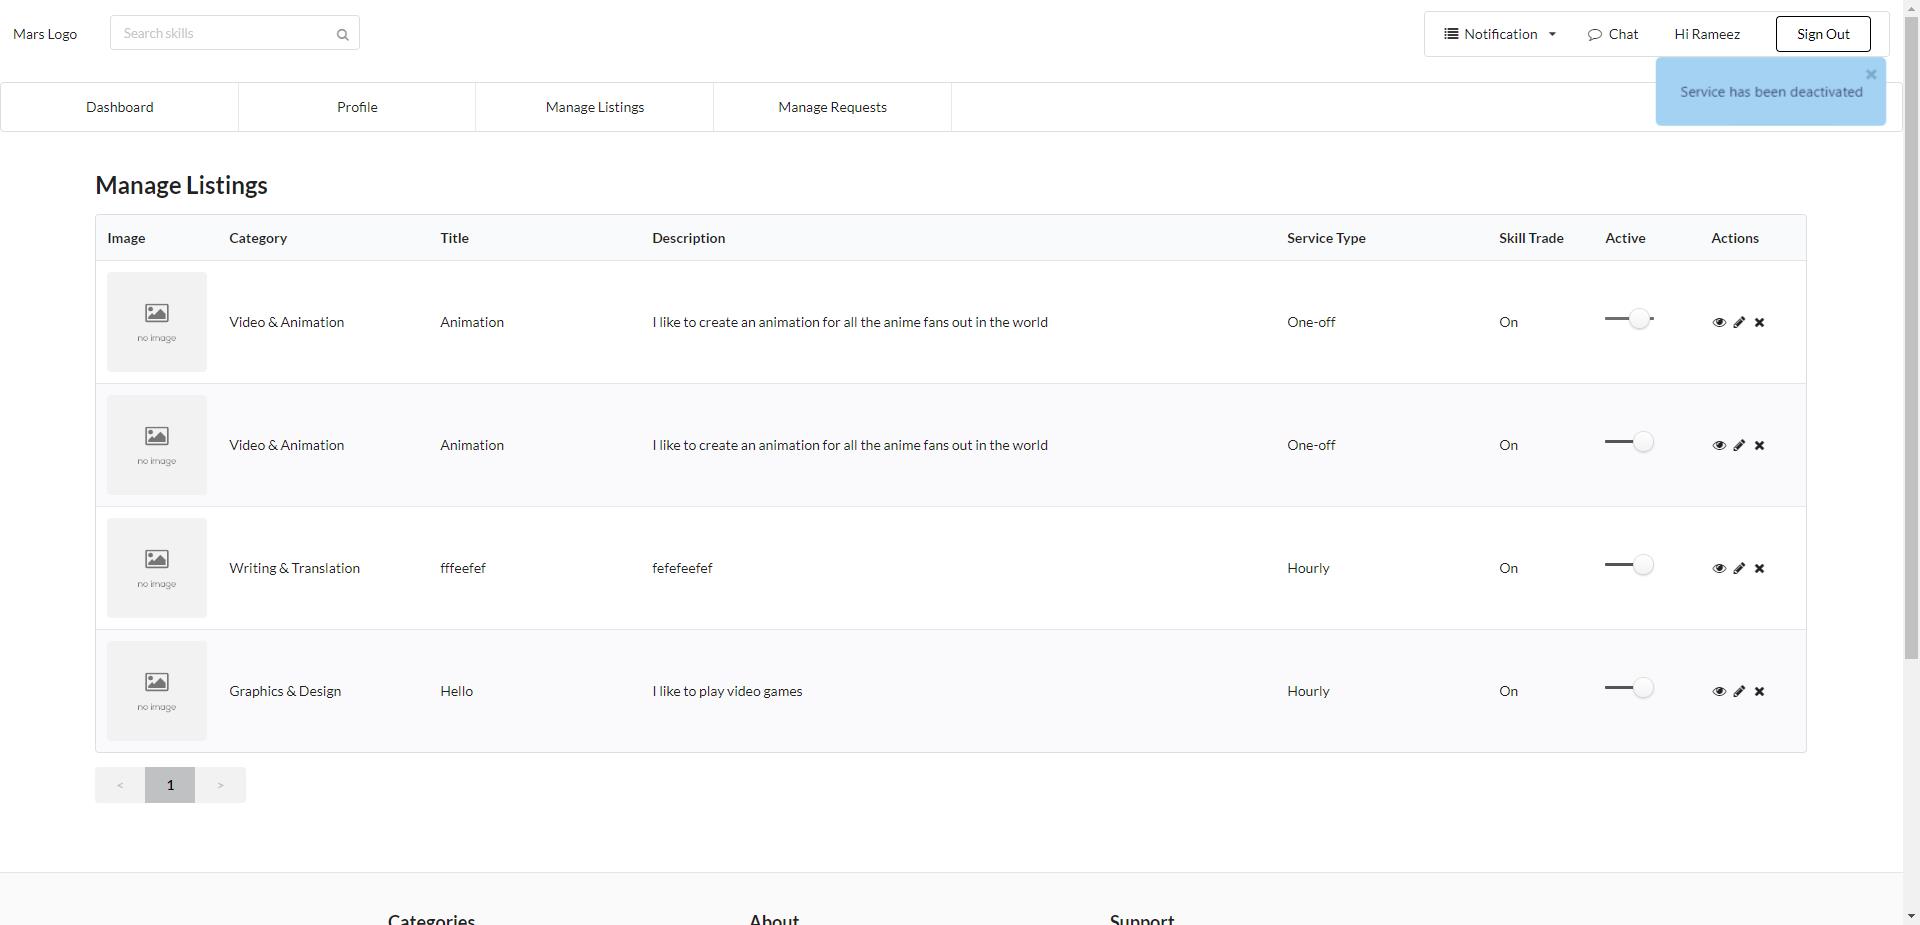 Mars Logo Search skills Notification Chat Hi Rameez Sign Out
Service has been deactivated
Dashboard Profile Manage Listings Manage Requests
Manage Listings
Image Category Title Description Service Type Skill Trade Active Actions
Video & Animation Animation I like to create an animation for all the anime fans out in the world One-off On
no image
Video & Animation Animation I like to create an animation for all the anime fans out in the world One-off On
no image
Writing & Translation fffeefef fefefeefef Hourly On
no image
Graphics & Design Hello I like to play video games Hourly On
no image
< 1 >
Categories About Support